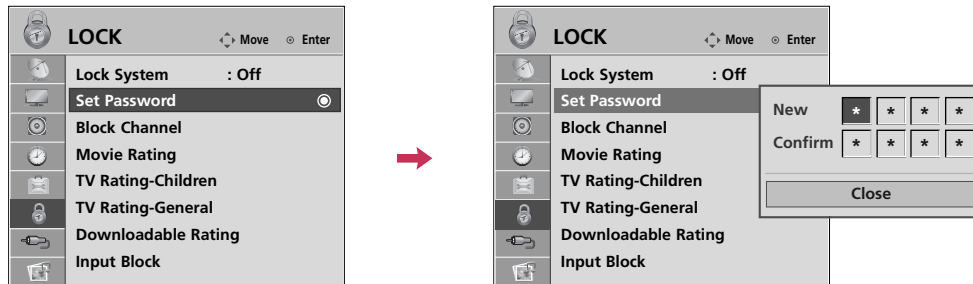 LOCK Move Enter
Lock System : Off
Set Password
Block Channel
Movie Rating
TV Rating-Children
TV Rating-General
Downloadable Rating
Input Block
LOCK Move Enter
Lock System : Off
Set Password
Block Channel
Movie Rating
TV Rating-Children
TV Rating-General
Downloadable Rating
Input Block
New * * * *
Confirm * * * *
Close